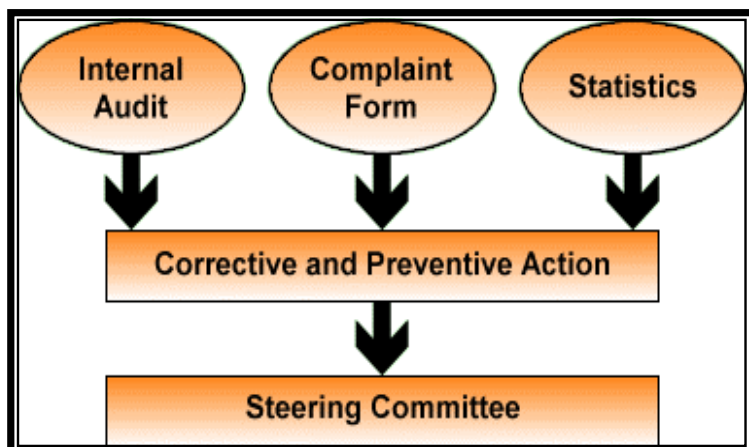 Internal
Audit
Complaint
Form
Statistics
Corrective and Preventive Action
Steering Committee